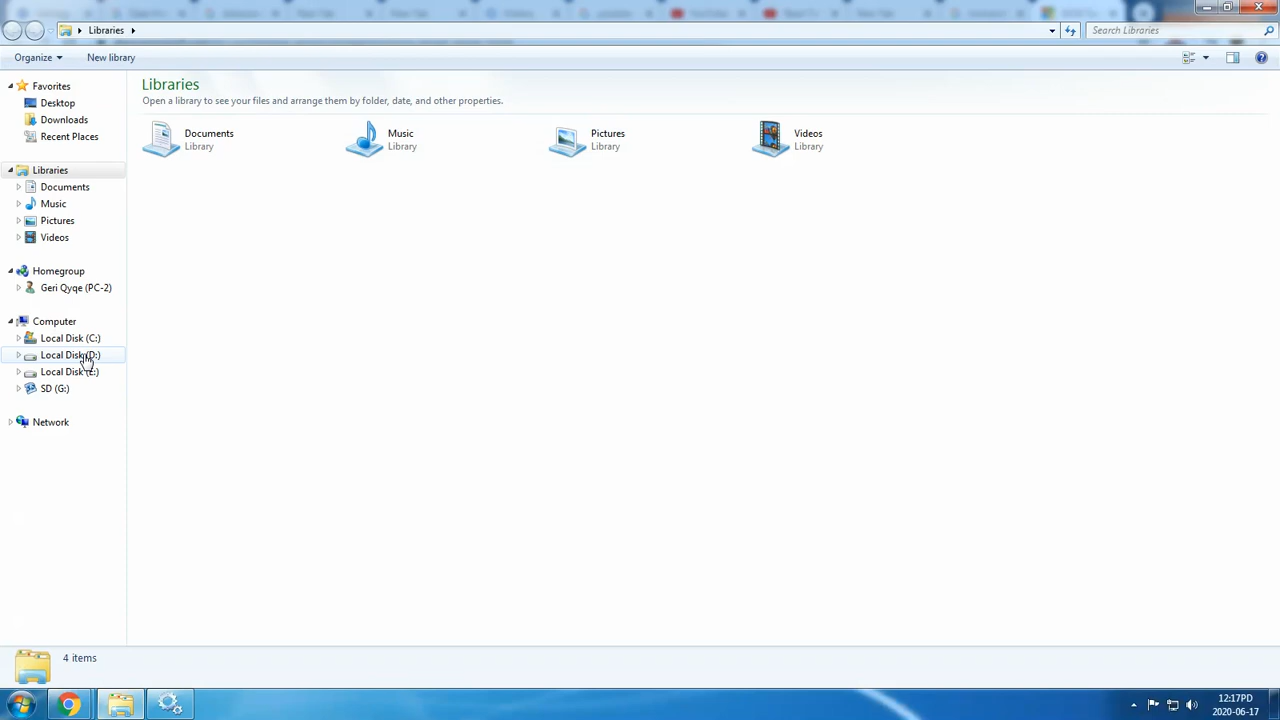 Libraries
Search Libraries
Organize
New library
Favorites
Desktop
Downloads
Recent Places
Libraries
Documents
Music
Pictures
Videos
Homegroup
Geri Qyqe (PC-2)
Computer
Local Disk (C:)
Local Disk (D:)
Local Disk (E:)
SD (G:)
Network
Libraries
Open a library to see your files and arrange them by folder, date, and other properties.
Documents
Library
Music
Library
Pictures
Library
Videos
Library
4 items
12:17PD
2020-06-17